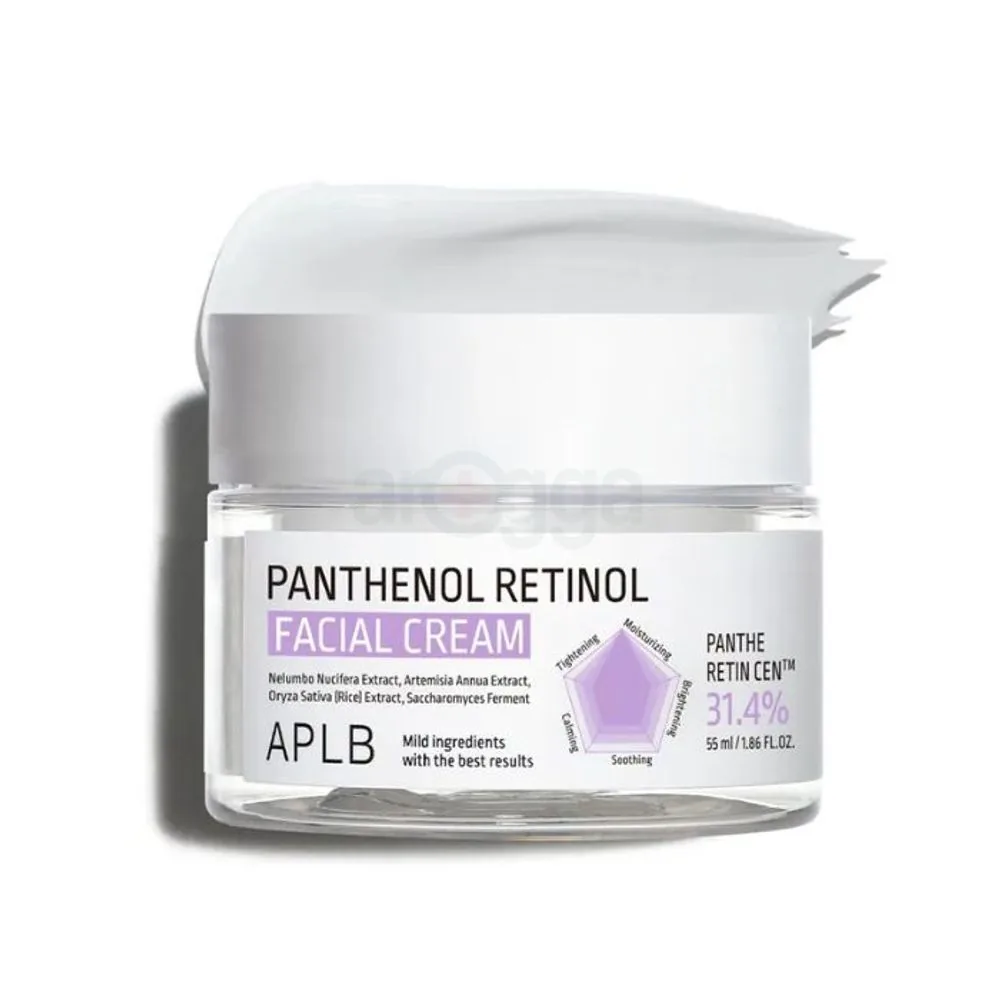 arogga
PANTHENOL RETINOL
FACIAL CREAM
Nelumbo Nucifera Extract, Artemisia Annua Extract,
Oryza Sativa (Rice) Extract, Saccharomyces Ferment
APLB
Mild ingredients
with the best results
Tightening
Moisturizing
Brightening
Soothing
Calming
PANTHE
RETIN CEN™
31.4%
55 ml / 1.86 FL.OZ.